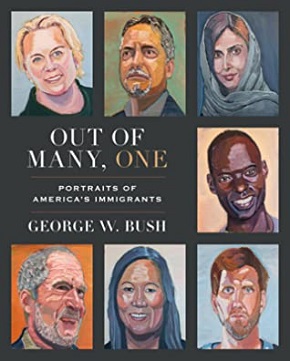 OUT OF
MANY, ONE
PORTRAITS OF
AMERICA'S IMMIGRANTS
GEORGE W. BUSH